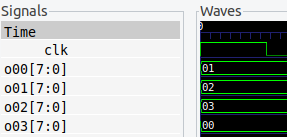 Signals
Waves
Time
0
clk
o00[7:0]
01
o01[7:0]
02
o02[7:0]
03
o03[7:0]
00